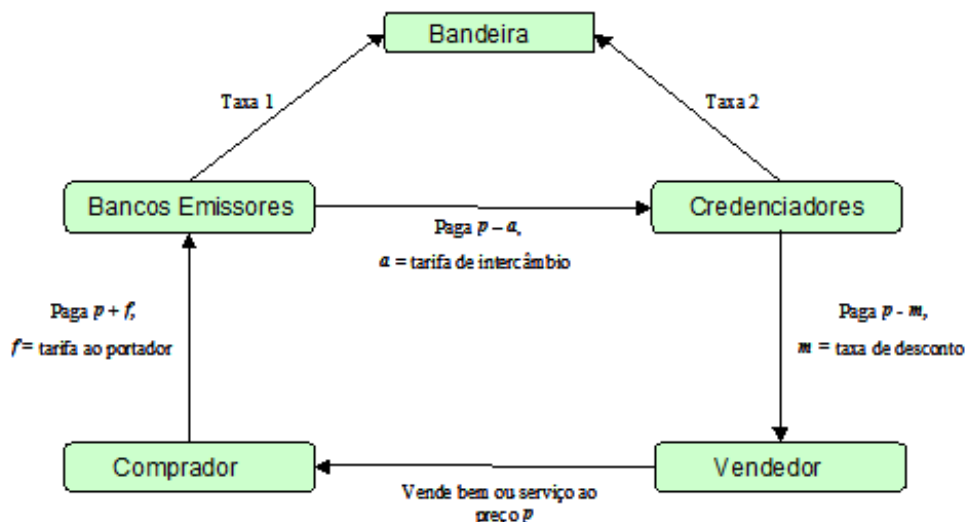 Bandeira
Taxa 1
Taxa 2
Bancos Emissores
Credenciadores
Paga p – a,
a = tarifa de intercâmbio
Paga p + f,
f = tarifa ao portador
Paga p - m,
m = taxa de desconto
Comprador
Vendedor
Vende bem ou serviço ao
preço p